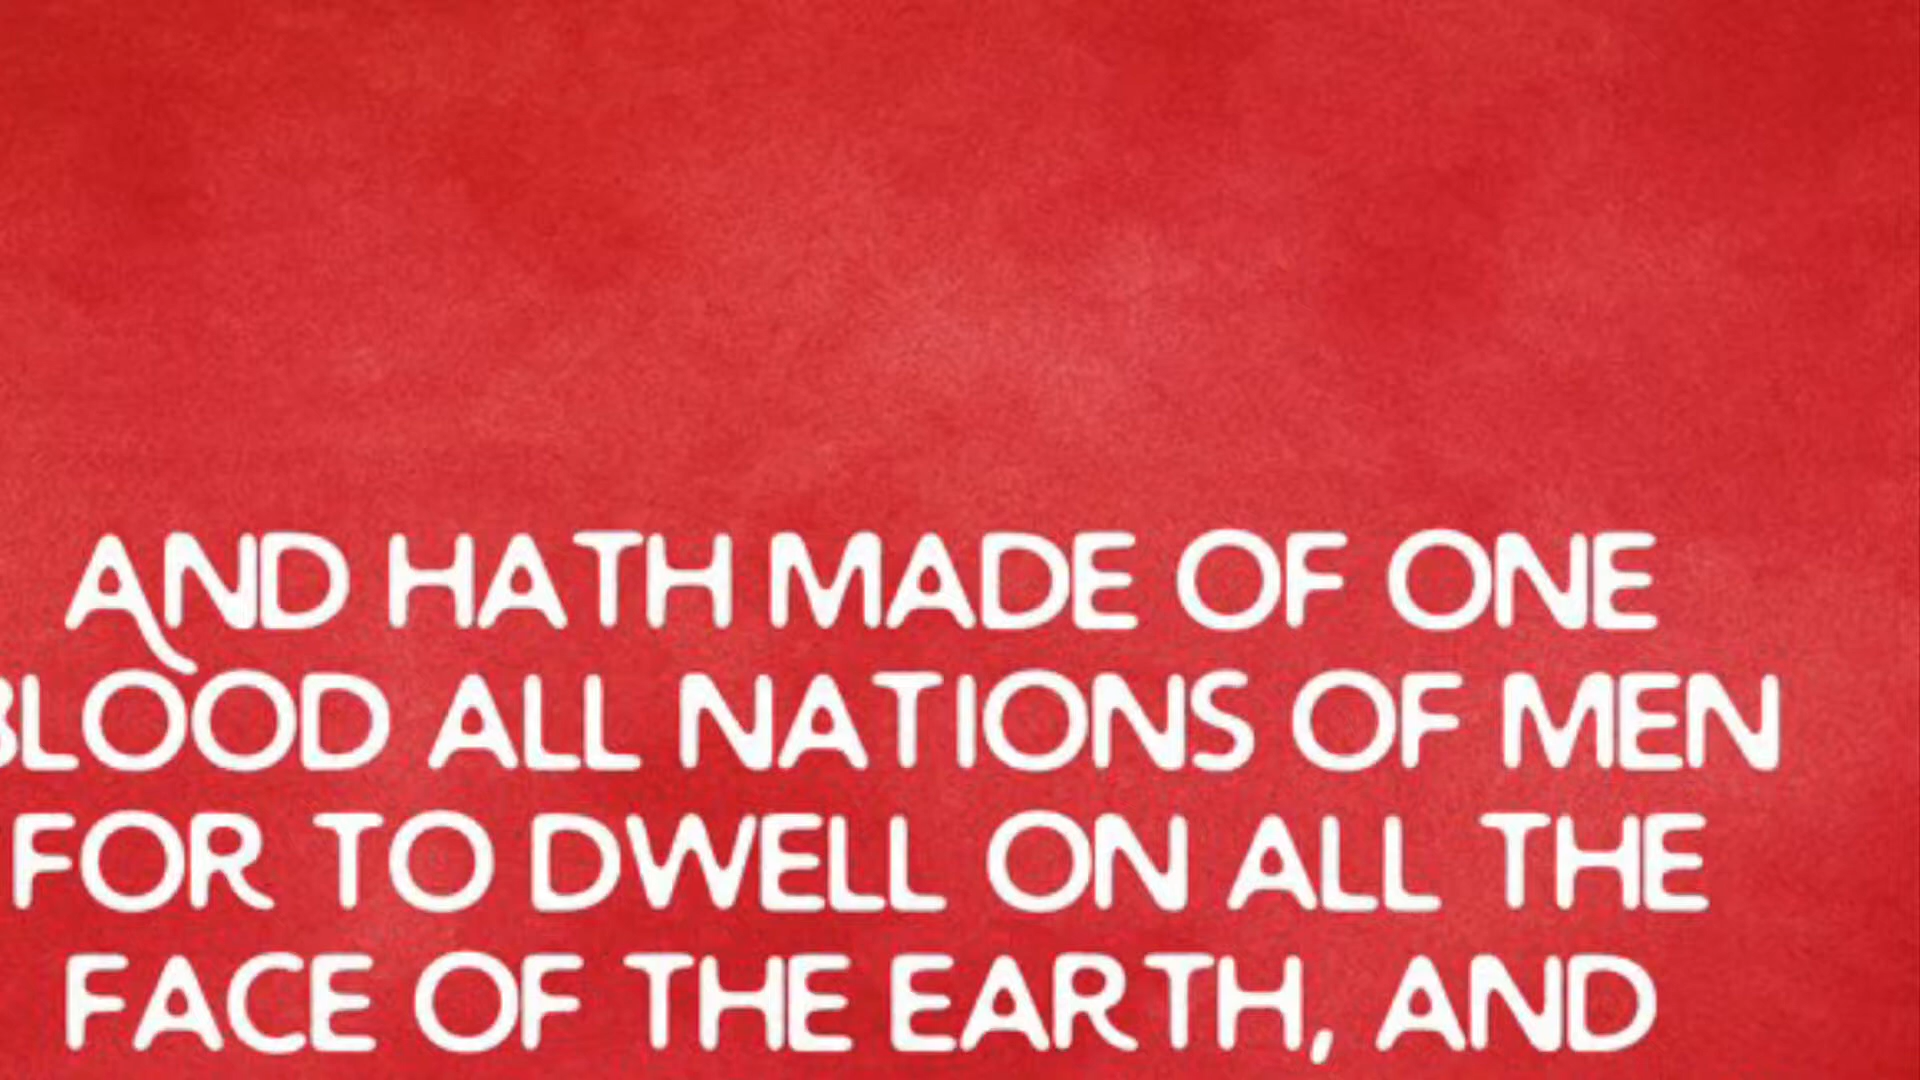 AND HATH MADE OF ONE
BLOOD ALL NATIONS OF MEN
FOR TO DWELL ON ALL THE
FACE OF THE EARTH, AND